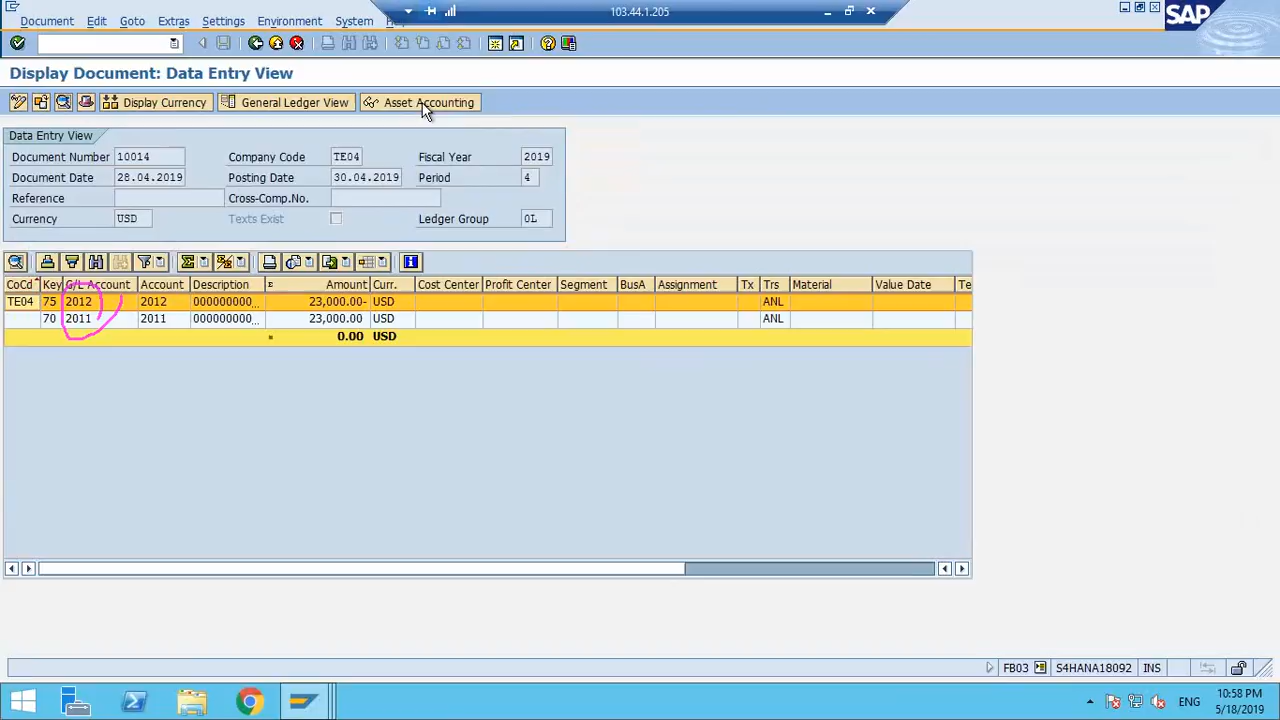 103.44.1.205
Document Edit Goto Extras Settings Environment System
SAP
Display Document: Data Entry View
Display Currency General Ledger View Asset Accounting
Data Entry View
Document Number 10014 Company Code TE04 Fiscal Year 2019
Document Date 28.04.2019 Posting Date 30.04.2019 Period 4
Reference Cross-Comp.No.
Currency USD Texts Exist Ledger Group 0L
CoCd Key G/L Account Account Description Amount Curr. Cost Center Profit Center Segment BusA Assignment Tx Trs Material Value Date Te
TE04 75 2012 2012 000000000... 23,000.00- USD ANL
70 2011 2011 000000000... 23,000.00 USD ANL
0.00 USD
FB03 S4HANA18092 INS
ENG 10:58 PM
5/18/2019